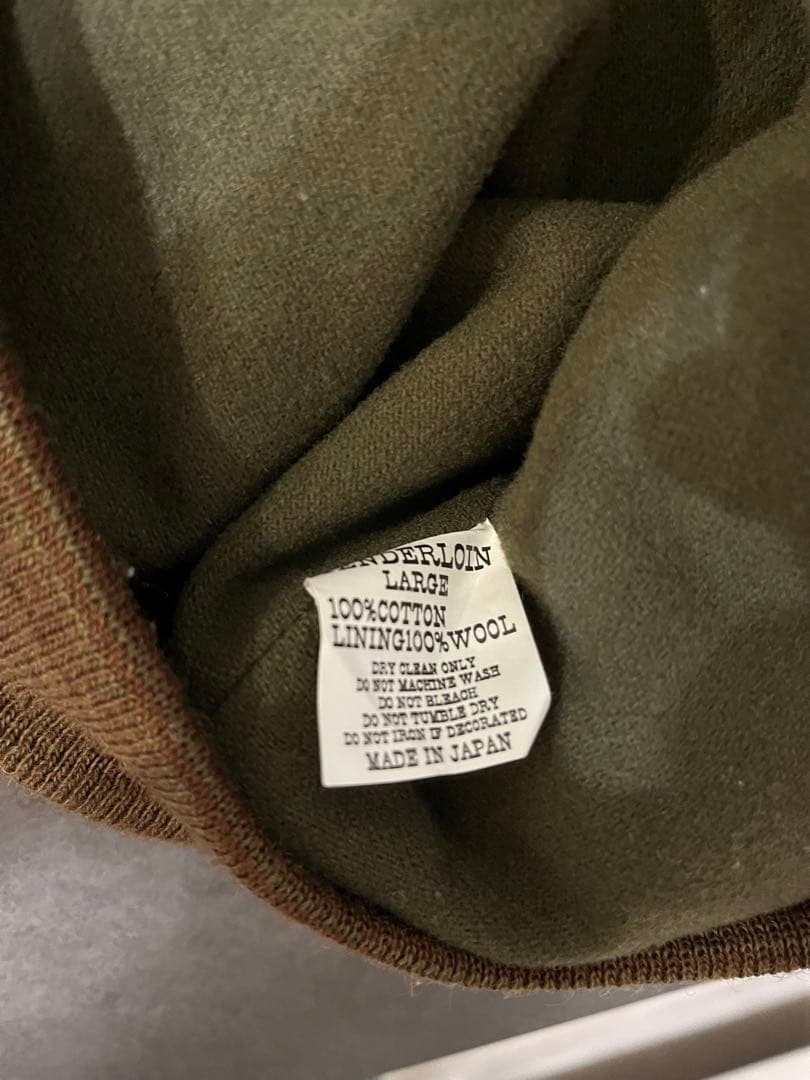 TENDERLOIN
LARGE
100%COTTON
LINING100%WOOL
DRY CLEAN ONLY
DO NOT MACHINE WASH
DO NOT BLEACH
DO NOT TUMBLE DRY
DO NOT IRON IF DECORATED
MADE IN JAPAN